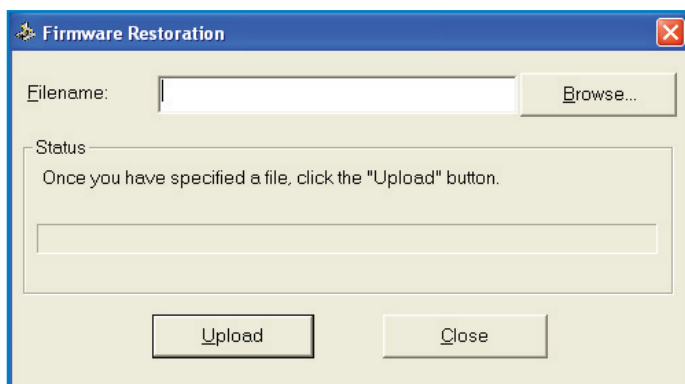 Firmware Restoration
Filename:
Browse...
Status
Once you have specified a file, click the "Upload" button.
Upload
Close